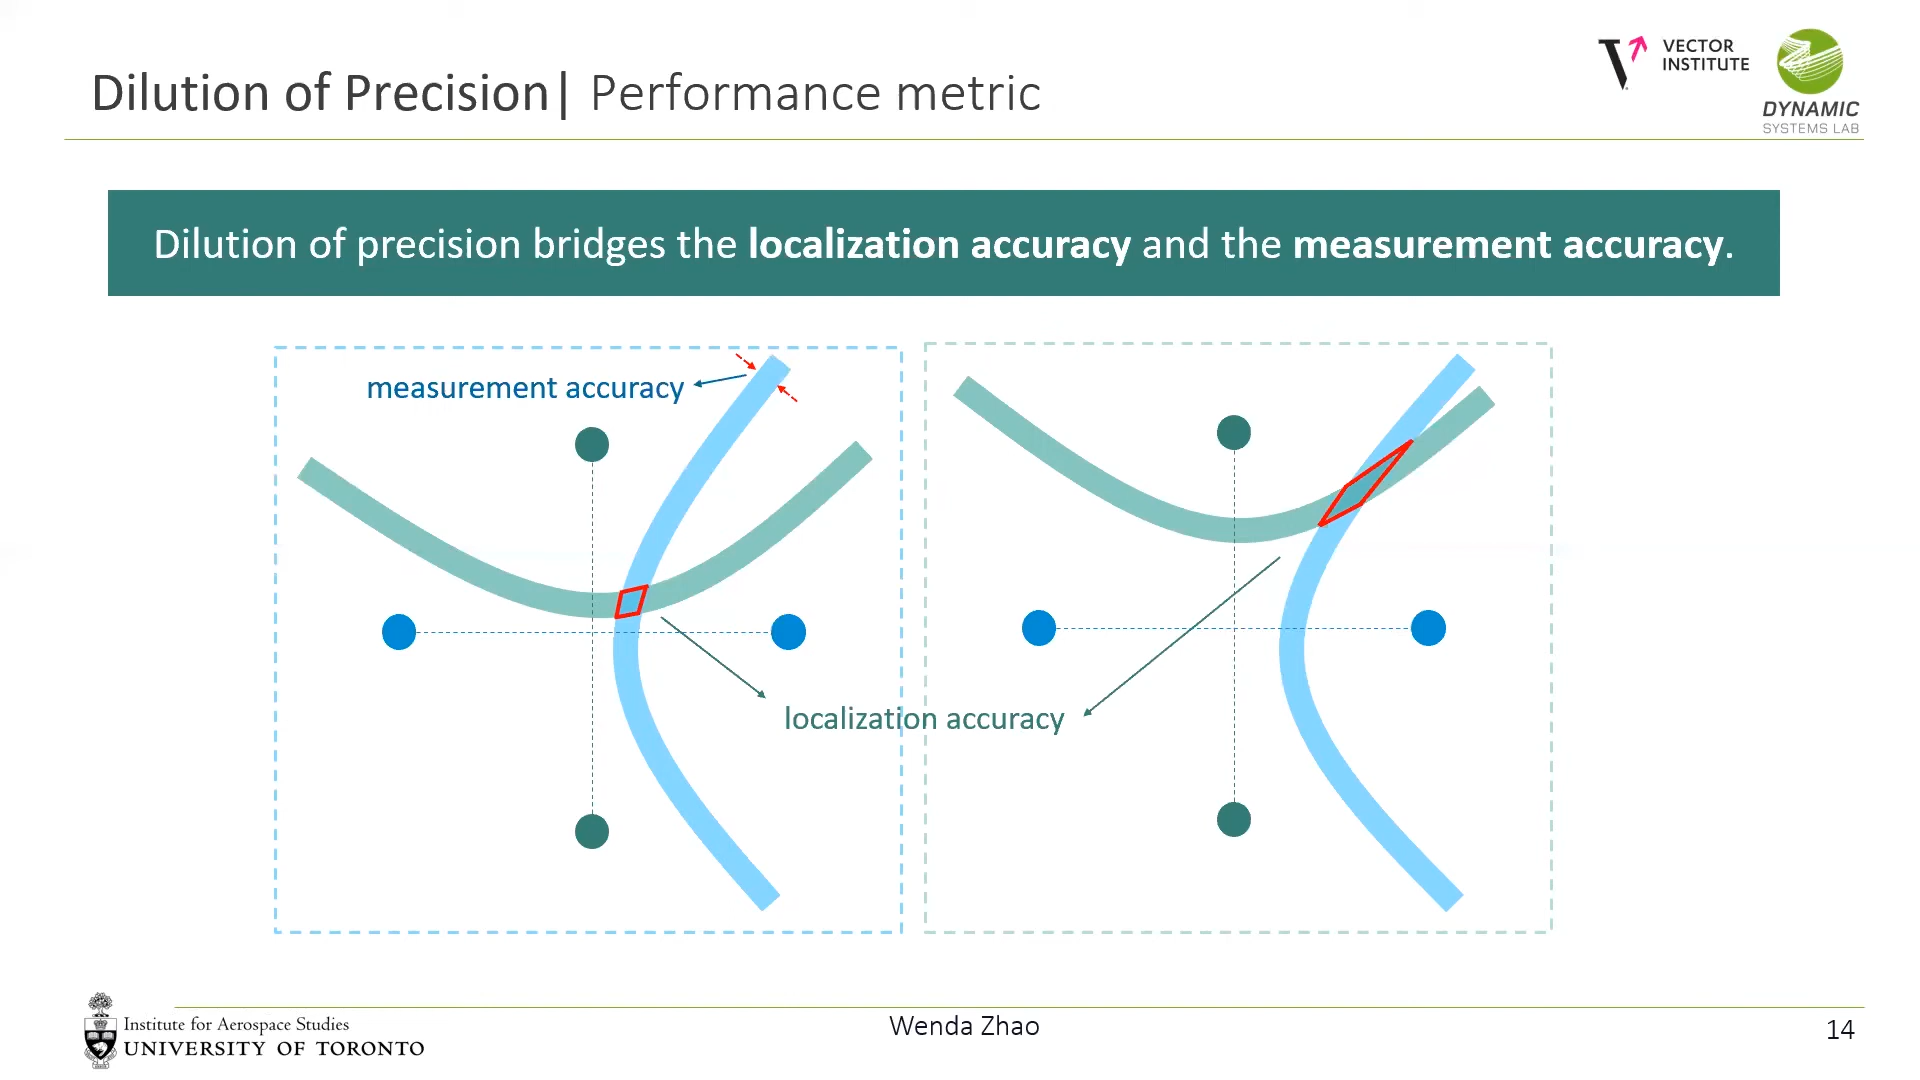 Dilution of Precision| Performance metric
VECTOR
INSTITUTE
DYNAMIC
SYSTEMS LAB
Dilution of precision bridges the localization accuracy and the measurement accuracy.
measurement accuracy
localization accuracy
Institute for Aerospace Studies
UNIVERSITY OF TORONTO
Wenda Zhao
14